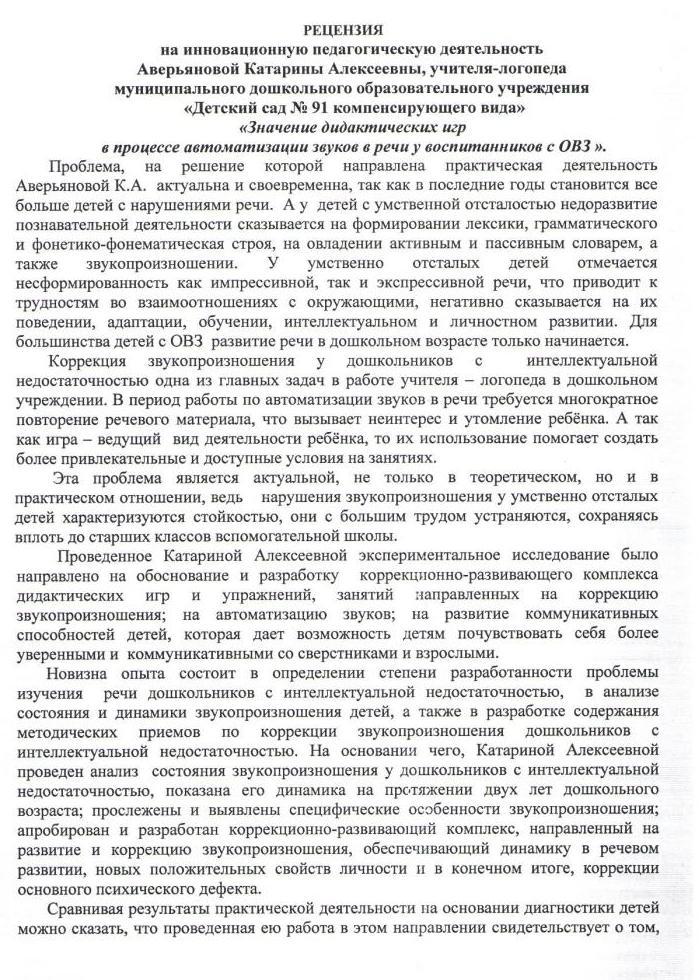 РЕЦЕНЗИЯ
на инновационную педагогическую деятельность
Аверьяновой Катарины Алексеевны, учителя-логопеда
муниципального дошкольного образовательного учреждения
«Детский сад № 91 компенсирующего вида»
«Значение дидактических игр
в процессе автоматизации звуков в речи у воспитанников с ОВЗ ».
Проблема, на решение которой направлена практическая деятельность
Аверьяновой К.А. актуальна и своевременна, так как в последние годы становится все
больше детей с нарушениями речи. А у детей с умственной отсталостью недоразвитие
познавательной деятельности сказывается на формировании лексики, грамматического
и фонетико-фонематическая строя, на овладении активным и пассивным словарем, а
также звукопроизношении. У умственно отсталых детей отмечается
несформированность как импрессивной, так и экспрессивной речи, что приводит к
трудностям во взаимоотношениях с окружающими, негативно сказывается на их
поведении, адаптации, обучении, интеллектуальном и личностном развитии. Для
большинства детей с ОВЗ развитие речи в дошкольном возрасте только начинается.
Коррекция звукопроизношения у дошкольников с интеллектуальной
недостаточностью одна из главных задач в работе учителя – логопеда в дошкольном
учреждении. В период работы по автоматизации звуков в речи требуется многократное
повторение речевого материала, что вызывает неинтерес и утомление ребёнка. А так
как игра – ведущий вид деятельности ребёнка, то их использование помогает создать
более привлекательные и доступные условия на занятиях.
Эта проблема является актуальной, не только в теоретическом, но и в
практическом отношении, ведь нарушения звукопроизношения у умственно отсталых
детей характеризуются стойкостью, они с большим трудом устраняются, сохраняясь
вплоть до старших классов вспомогательной школы.
Проведенное Катариной Алексеевной экспериментальное исследование было
направлено на обоснование и разработку коррекционно-развивающего комплекса
дидактических игр и упражнений, занятий направленных на коррекцию
звукопроизношения; на автоматизацию звуков; на развитие коммуникативных
способностей детей, которая дает возможность детям почувствовать себя более
уверенными и коммуникативными со сверстниками и взрослыми.
Новизна опыта состоит в определении степени разработанности проблемы
изучения речи дошкольников с интеллектуальной недостаточностью, в анализе
состояния и динамики звукопроизношения детей, а также в разработке содержания
методических приемов по коррекции звукопроизношения дошкольников с
интеллектуальной недостаточностью. На основании чего, Катариной Алексеевной
проведен анализ состояния звукопроизношения у дошкольников с интеллектуальной
недостаточностью, показана его динамика на протяжении двух лет дошкольного
возраста; прослежены и выявлены специфические особенности звукопроизношения;
апробирован и разработан коррекционно-развивающий комплекс, направленный на
развитие и коррекцию звукопроизношения, обеспечивающий динамику в речевом
развитии, новых положительных свойств личности и в конечном итоге, коррекции
основного психического дефекта.
Сравнивая результаты практической деятельности на основании диагностики детей
можно сказать, что проведенная ею работа в этом направлении свидетельствует о том,